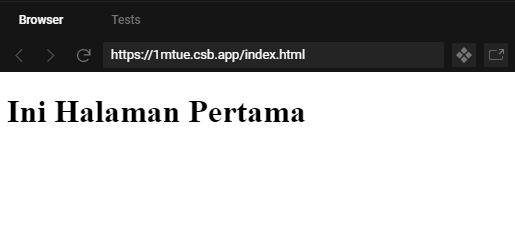 Browser Tests
https://1mtue.csb.app/index.html
Ini Halaman Pertama